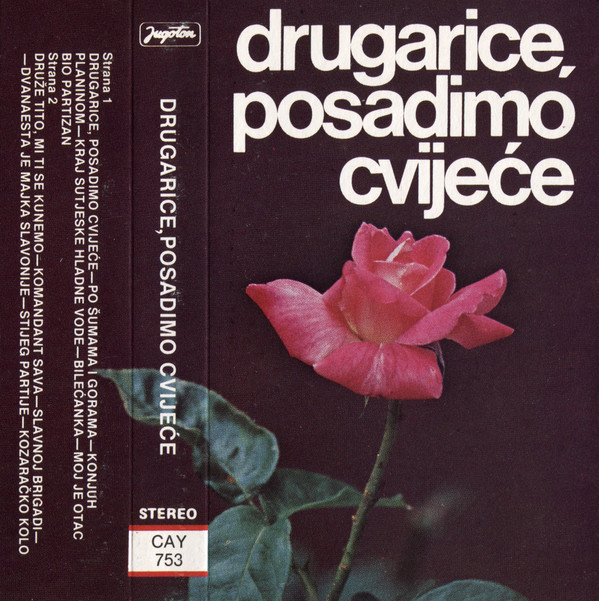 Strana 1
DRUGARICE, POSADIMO CVIJEĆE—PO ŠUMAMA I GORAMA—KONJUH
PLANINOM—KRAJ SUTJESKE HLADNE VODE—BILEĆANKA—MOJ JE OTAC
BIO PARTIZAN
Strana 2
DRUŽE TITO, MI TI SE KUNEMO—KOMANDANT SAVA—SLAVNOJ BRIGADI—
—DVANAESTA JE MAJKA SLAVONIJE—STIJEG PARTIJE—KOZARAČKO KOLO
Jugoton
DRUGARICE, POSADIMO CVIJEĆE
STEREO
CAY
753
drugarice,
posadimo
cvijeće